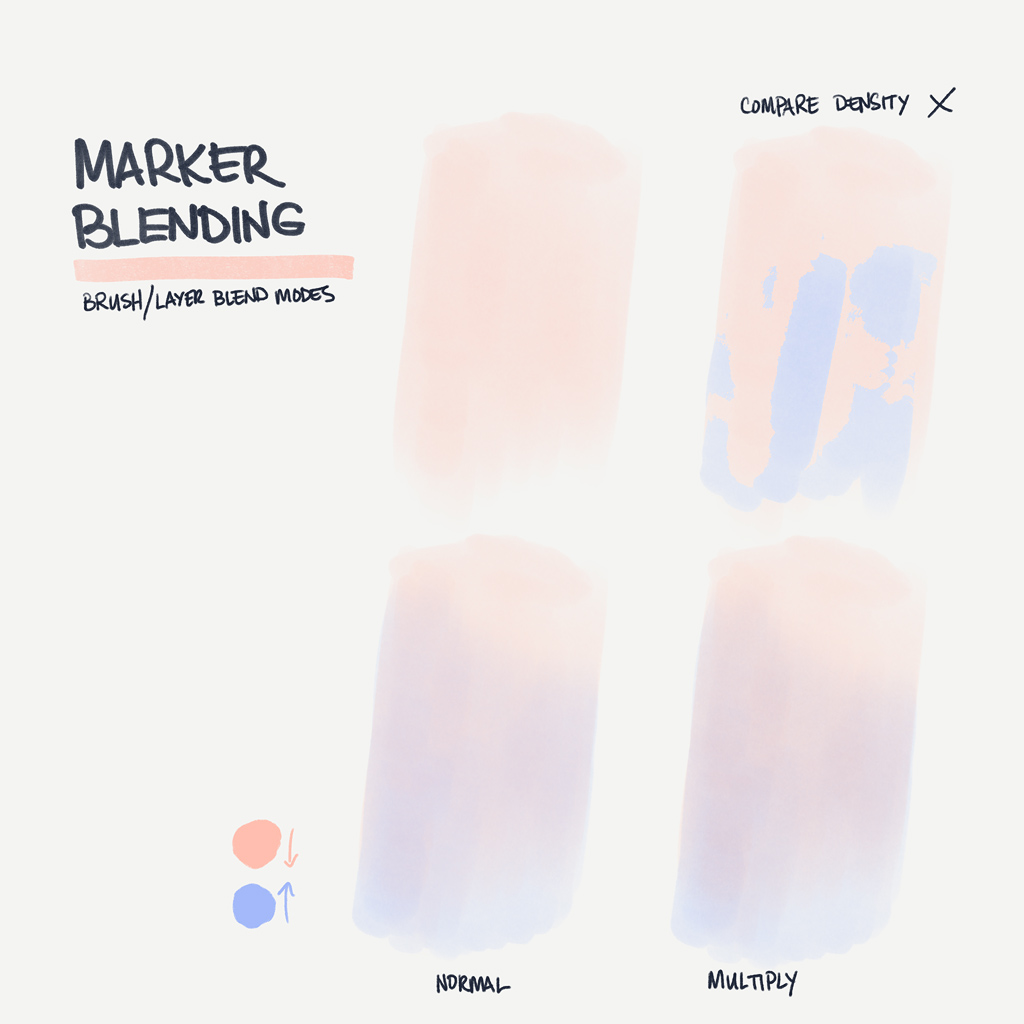 COMPARE DENSITY X
MARKER
BLENDING
BRUSH/LAYER BLEND MODES
NORMAL
MULTIPLY